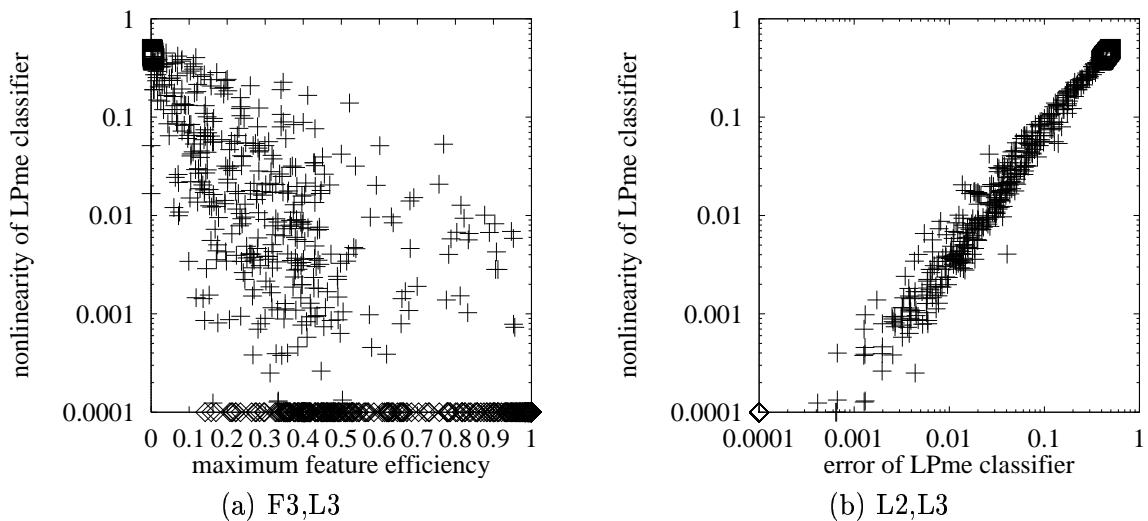 1
0.1
0.01
0.001
0.0001
nonlinearity of LPme classifier
0 0.1 0.2 0.3 0.4 0.5 0.6 0.7 0.8 0.9 1
maximum feature efficiency
(a) F3,L3
1
0.1
0.01
0.001
0.0001
nonlinearity of LPme classifier
0.0001 0.001 0.01 0.1 1
error of LPme classifier
(b) L2,L3